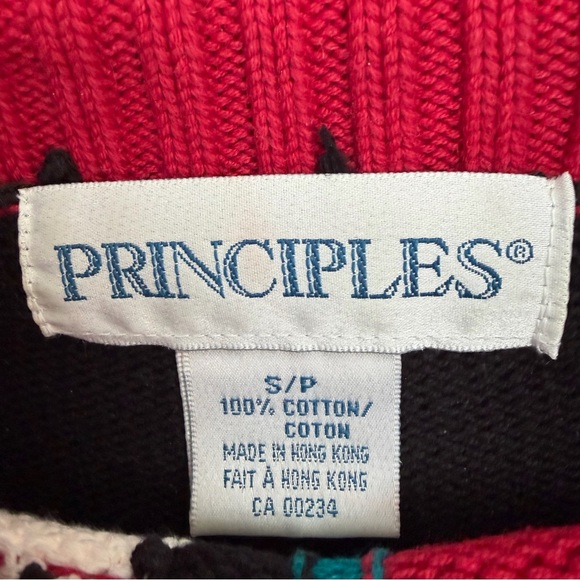 PRINCIPLES®
S/P
100% COTTON/
COTON
MADE IN HONG KONG
FAIT À HONG KONG
CA 00234